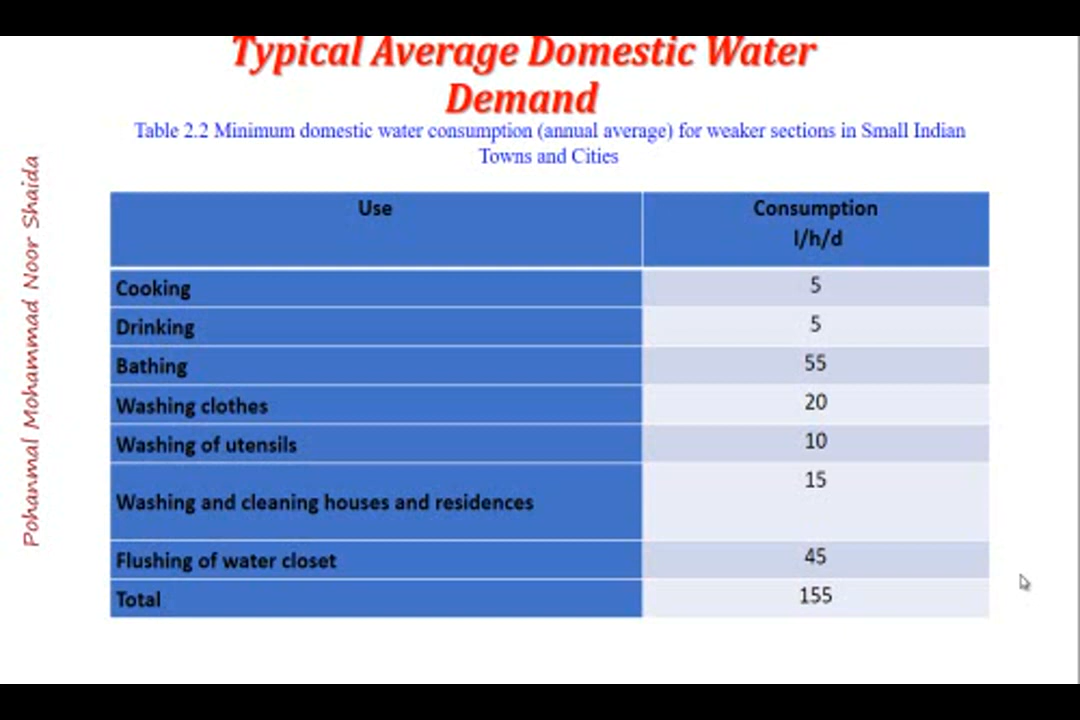 Typical Average Domestic Water
Demand
Table 2.2 Minimum domestic water consumption (annual average) for weaker sections in Small Indian
Towns and Cities
Pohanmal Mohammad Noor Shaida
Use Consumption
l/h/d
Cooking 5
Drinking 5
Bathing 55
Washing clothes 20
Washing of utensils 10
Washing and cleaning houses and residences 15
Flushing of water closet 45
Total 155